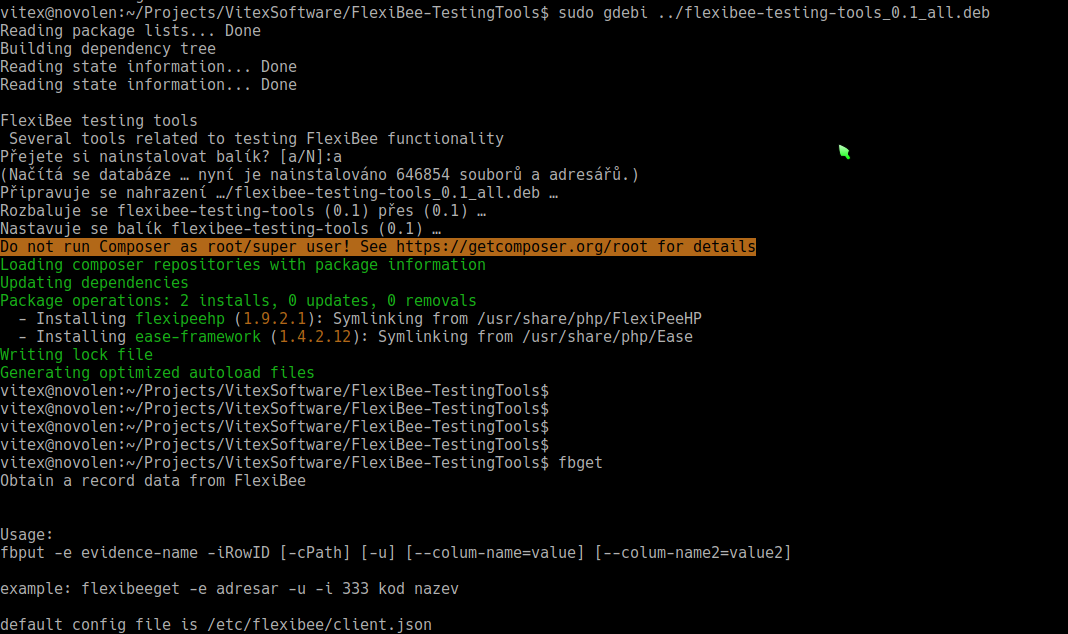 vitex@novolen:~/Projects/VitexSoftware/FlexiBee-TestingTools$ sudo gdebi ../flexibee-testing-tools_0.1_all.deb
Reading package lists... Done
Building dependency tree
Reading state information... Done
Reading state information... Done
FlexiBee testing tools
 Several tools related to testing FlexiBee functionality
Přejete si nainstalovat balík? [a/N]:a
(Načítá se databáze … nyní je nainstalováno 646854 souborů a adresářů.)
Připravuje se nahrazení …/flexibee-testing-tools_0.1_all.deb …
Rozbaluje se flexibee-testing-tools (0.1) přes (0.1) …
Nastavuje se balík flexibee-testing-tools (0.1) …
Do not run Composer as root/super user! See https://getcomposer.org/root for details
Loading composer repositories with package information
Updating dependencies
Package operations: 2 installs, 0 updates, 0 removals
  - Installing flexipeehp (1.9.2.1): Symlinking from /usr/share/php/FlexiPeeHP
  - Installing ease-framework (1.4.2.12): Symlinking from /usr/share/php/Ease
Writing lock file
Generating optimized autoload files
vitex@novolen:~/Projects/VitexSoftware/FlexiBee-TestingTools$
vitex@novolen:~/Projects/VitexSoftware/FlexiBee-TestingTools$
vitex@novolen:~/Projects/VitexSoftware/FlexiBee-TestingTools$
vitex@novolen:~/Projects/VitexSoftware/FlexiBee-TestingTools$
vitex@novolen:~/Projects/VitexSoftware/FlexiBee-TestingTools$ fbget
Obtain a record data from FlexiBee
Usage:
fbput -e evidence-name -iRowID [-cPath] [-u] [--colum-name=value] [--colum-name2=value2]
example: flexibeeget -e adresar -u -i 333 kod nazev
default config file is /etc/flexibee/client.json